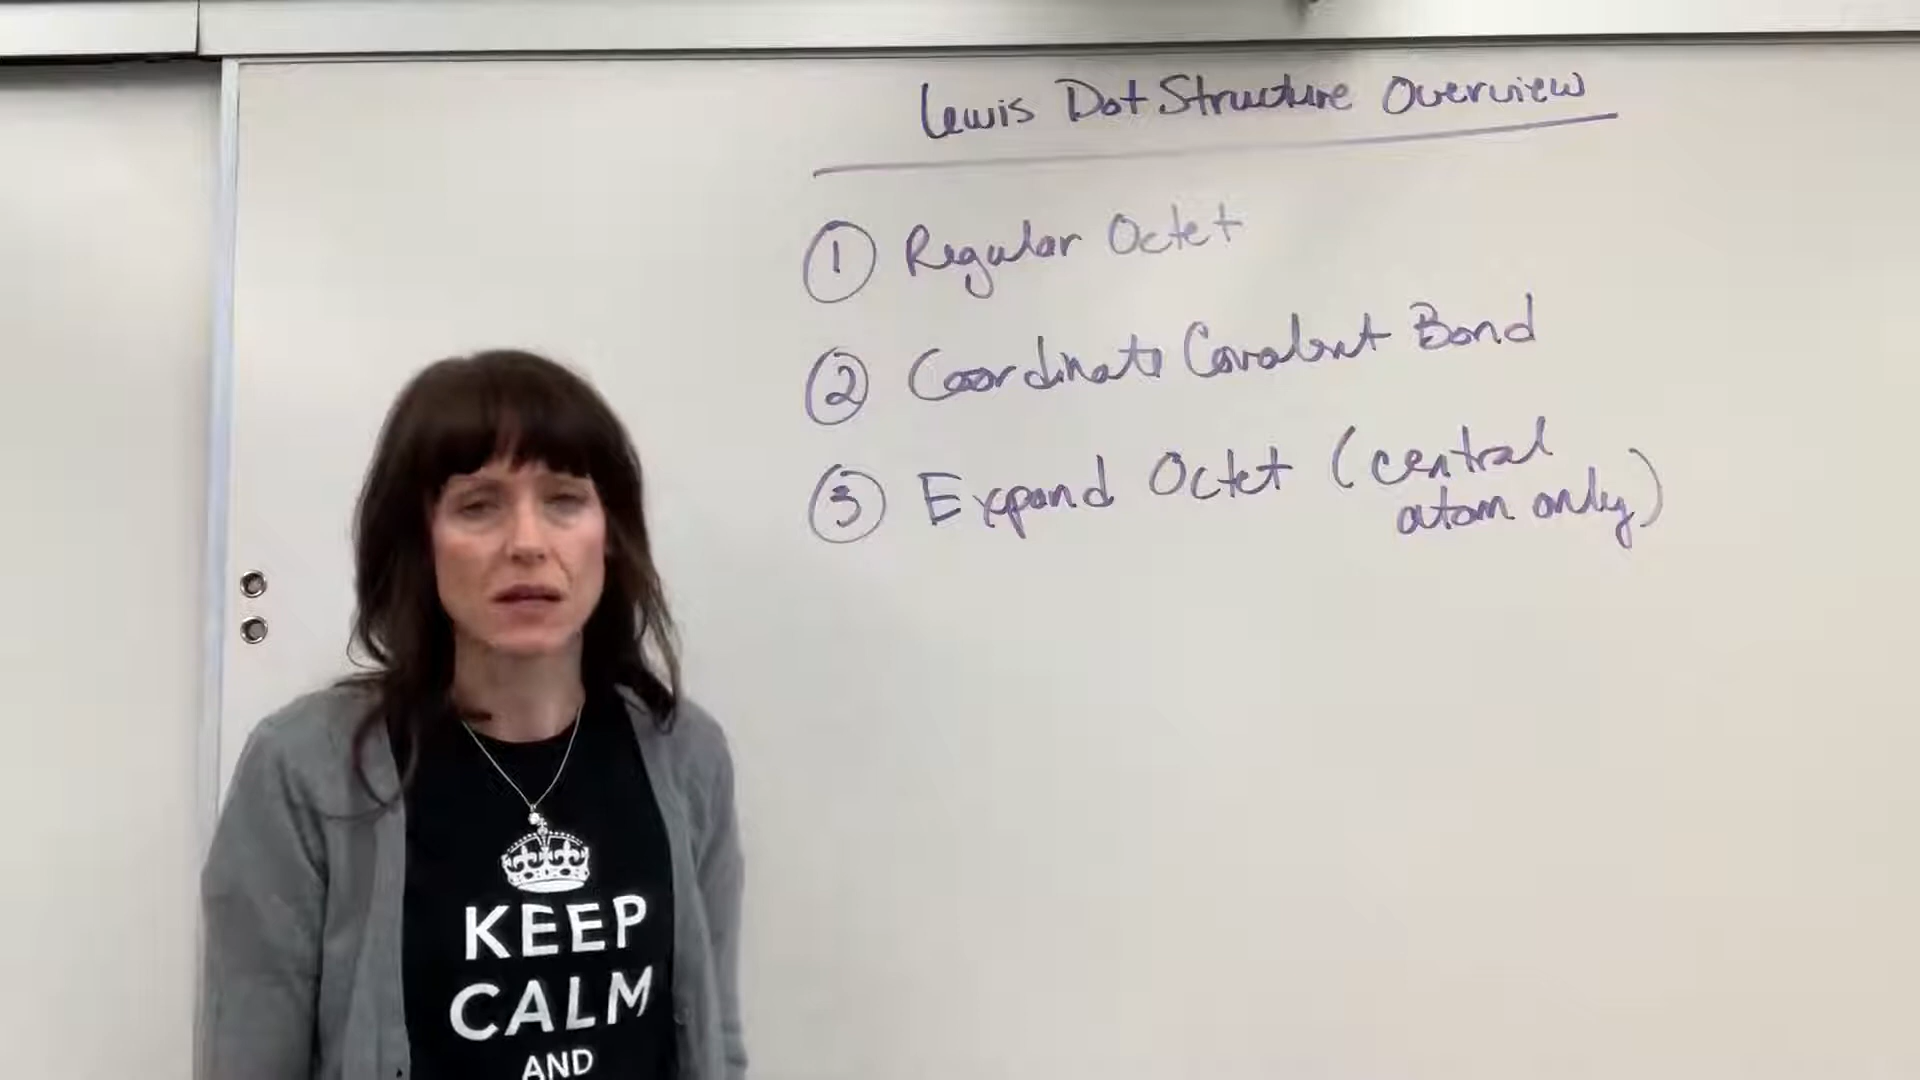 Lewis Dot Structure Overview
① Regular Octet
② Coordinate Covalent Bond
③ Expand Octet (central
atom only)
KEEP
CALM
AND